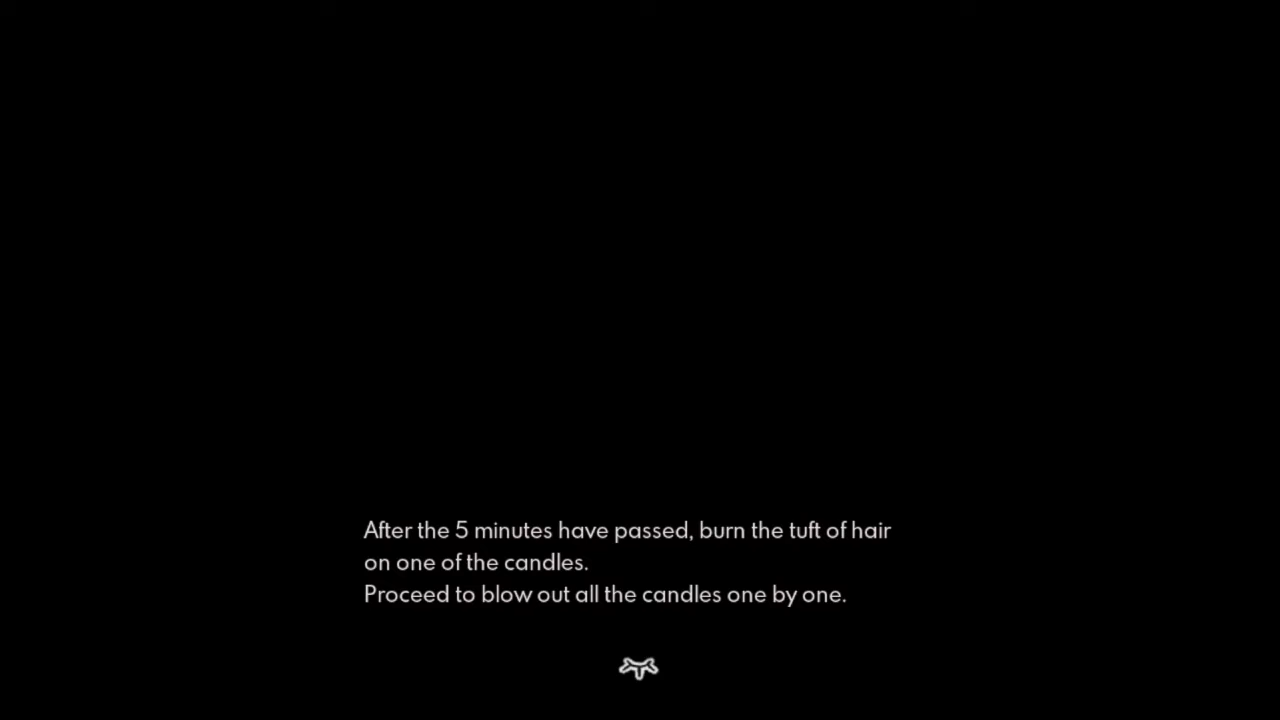 After the 5 minutes have passed, burn the tuft of hair
on one of the candles.
Proceed to blow out all the candles one by one.